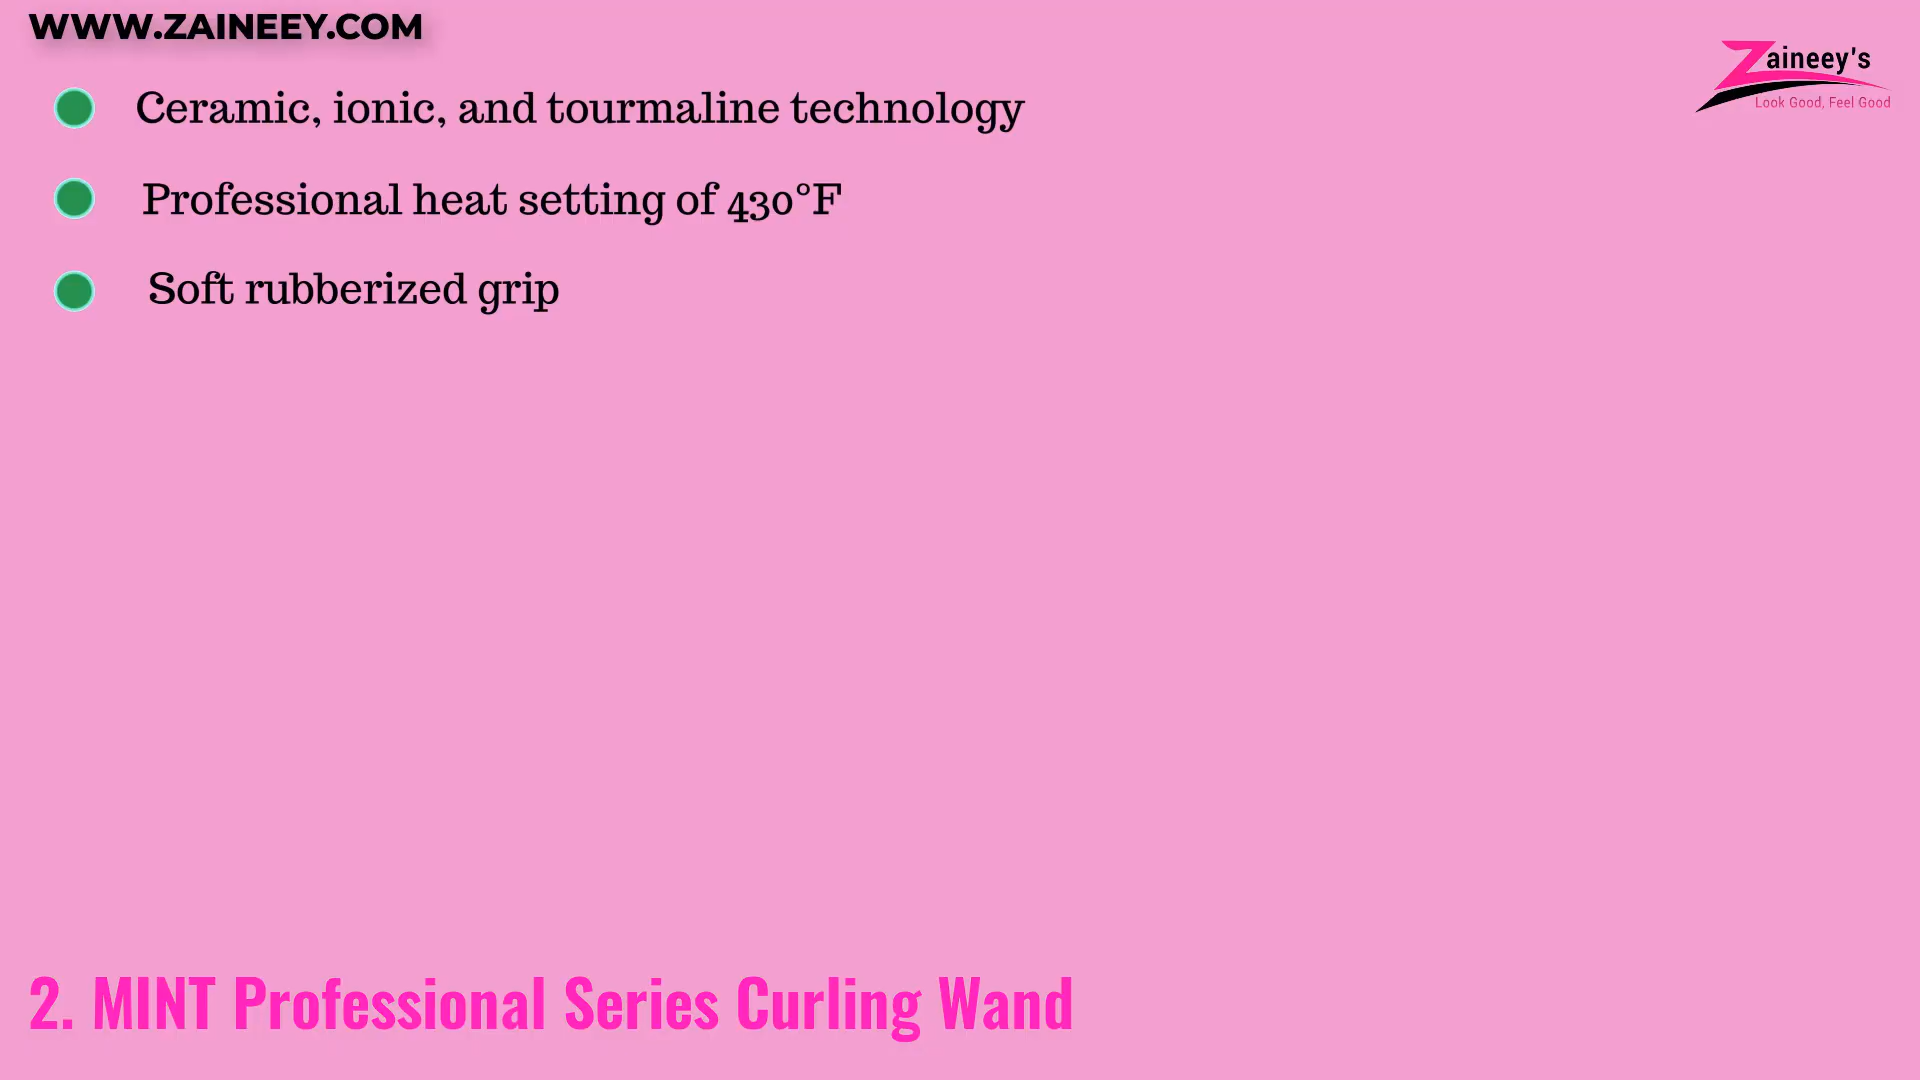 WWW.ZAINEEY.COM
Zaineey's
Look Good, Feel Good
Ceramic, ionic, and tourmaline technology
Professional heat setting of 430°F
Soft rubberized grip
2. MINT Professional Series Curling Wand